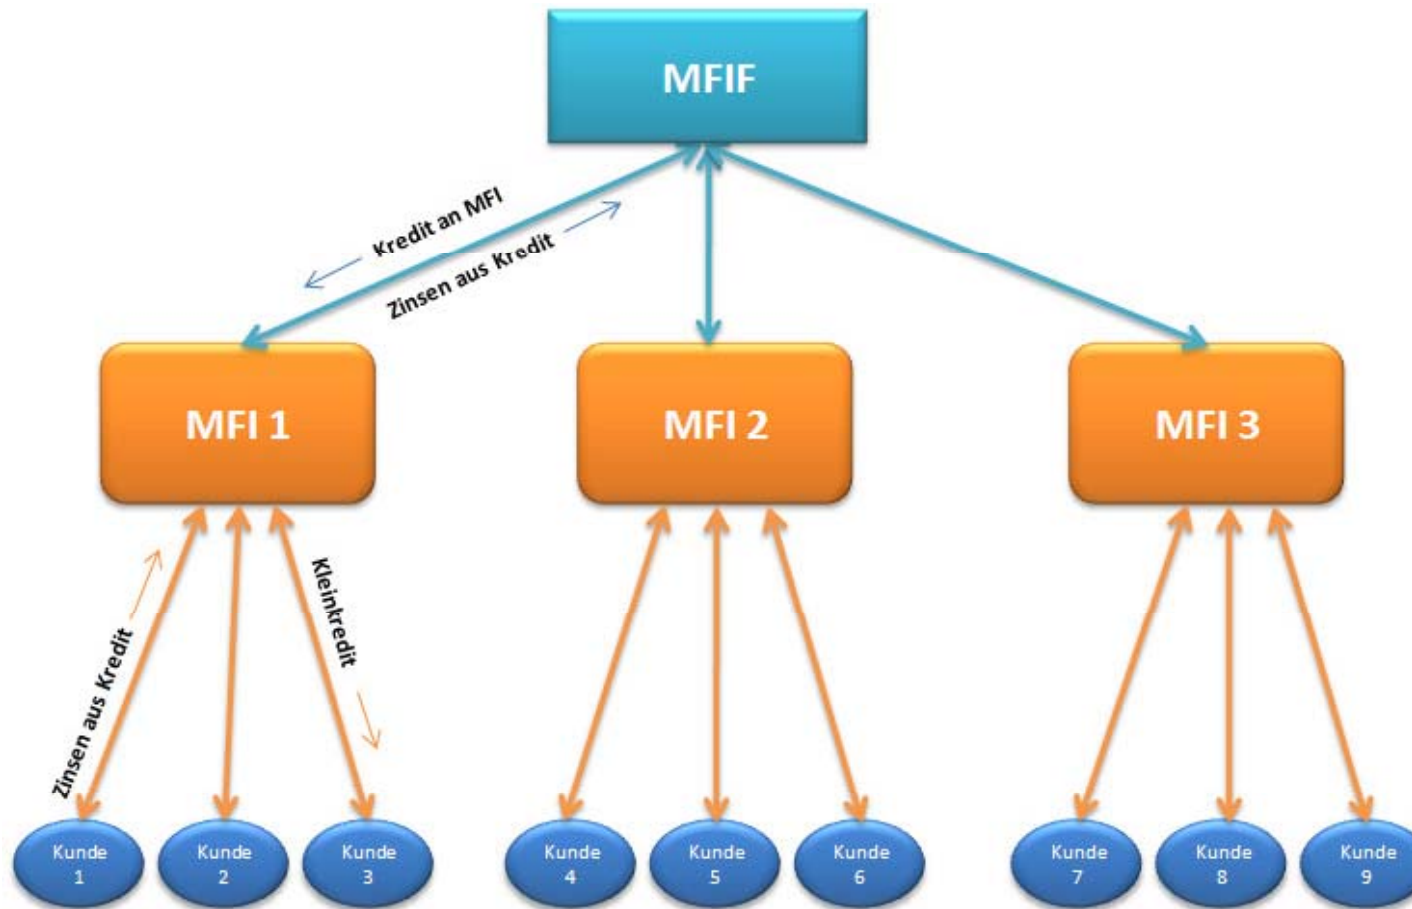 MFIF
Kredit an MFI
Zinsen aus Kredit
MFI 1
MFI 2
MFI 3
Zinsen aus Kredit
Kleinkredit
Kunde
1
Kunde
2
Kunde
3
Kunde
4
Kunde
5
Kunde
6
Kunde
7
Kunde
8
Kunde
9